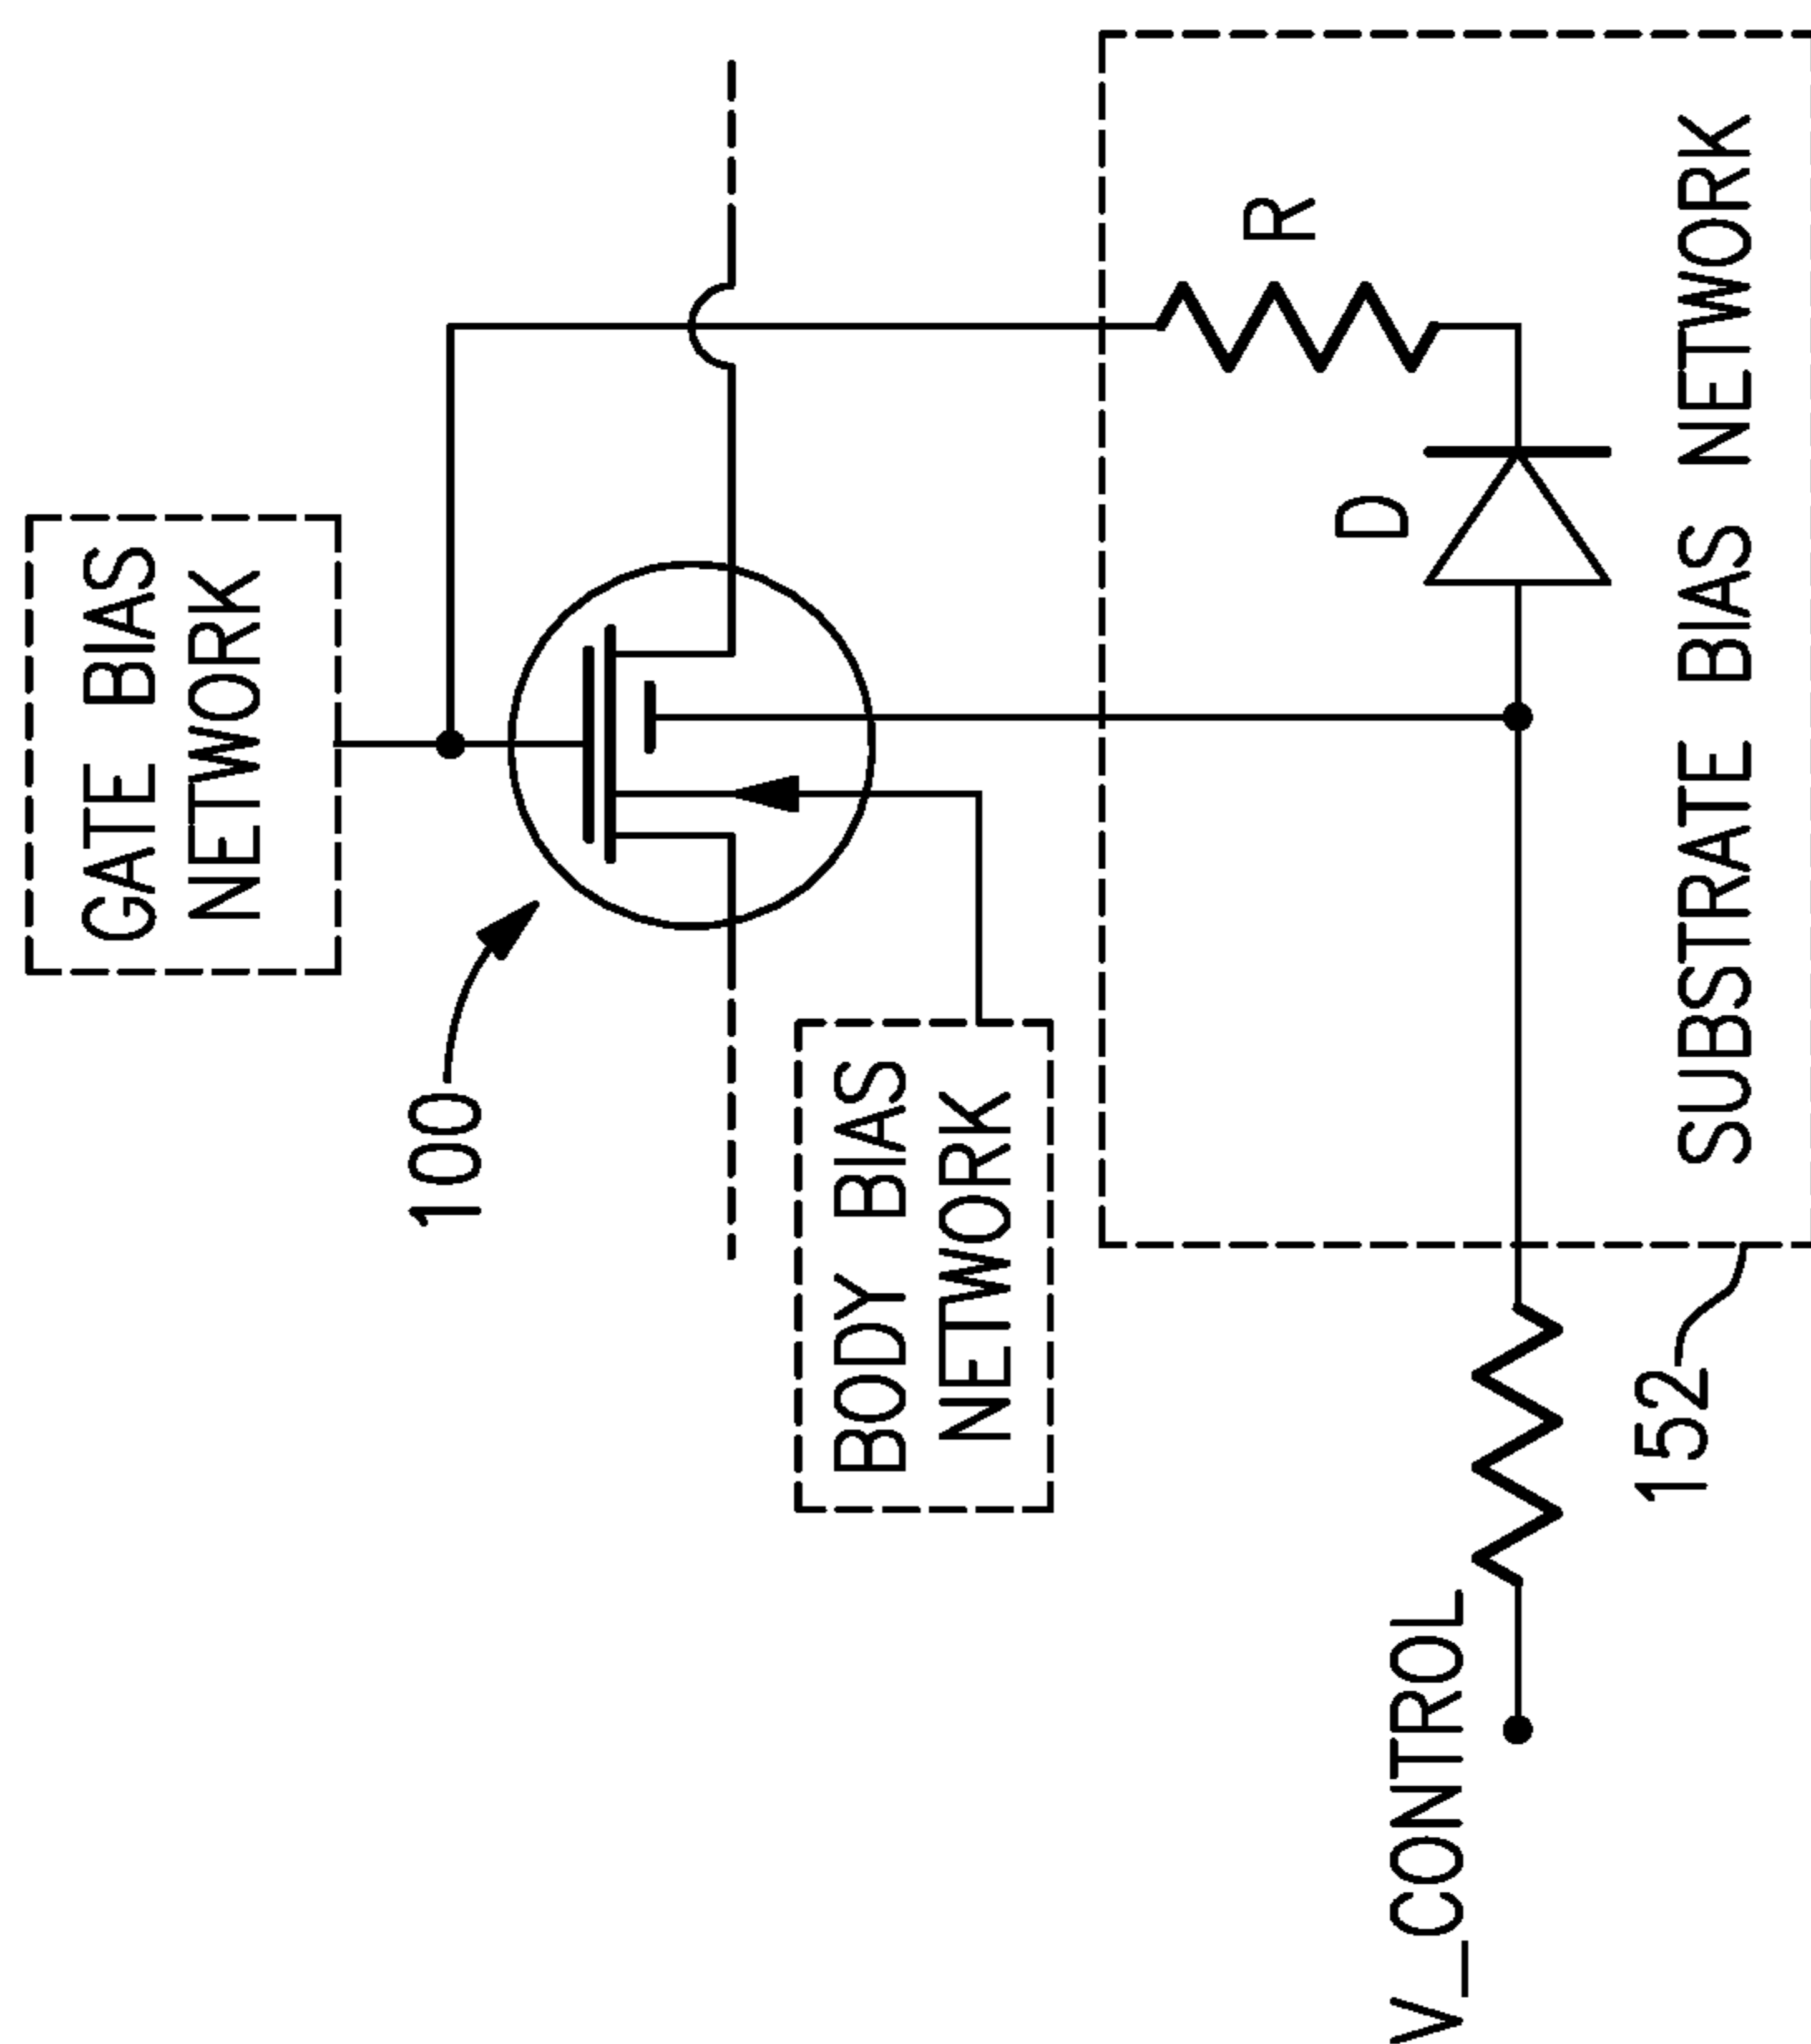 GATE BIAS
NETWORK
100
BODY BIAS
NETWORK
R
D
V_CONTROL
152
SUBSTRATE BIAS NETWORK